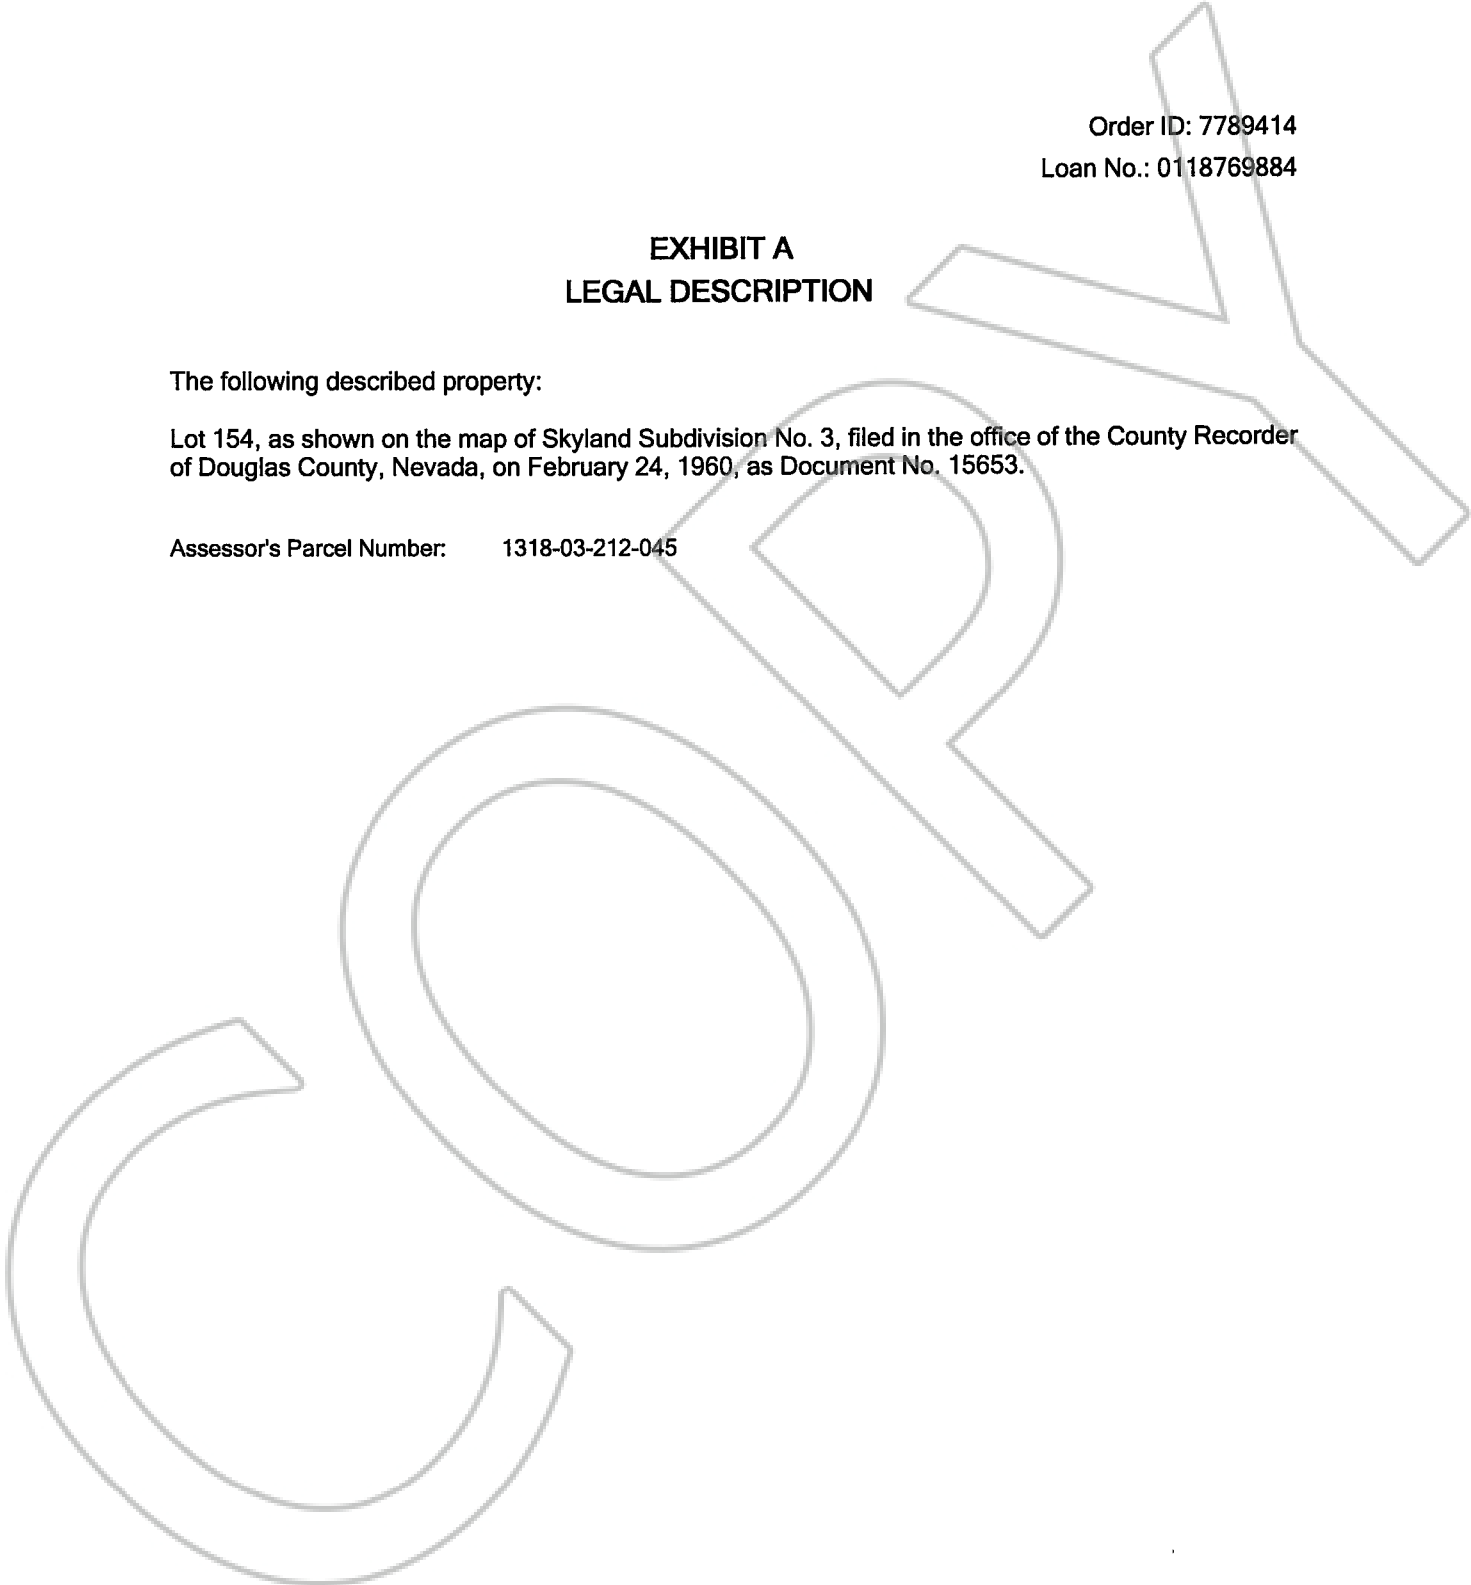 Order ID: 7789414
Loan No.: 0118769884
EXHIBIT A
LEGAL DESCRIPTION
The following described property:
Lot 154, as shown on the map of Skyland Subdivision No. 3, filed in the office of the County Recorder
of Douglas County, Nevada, on February 24, 1960, as Document No. 15653.
Assessor's Parcel Number: 1318-03-212-045
COPY